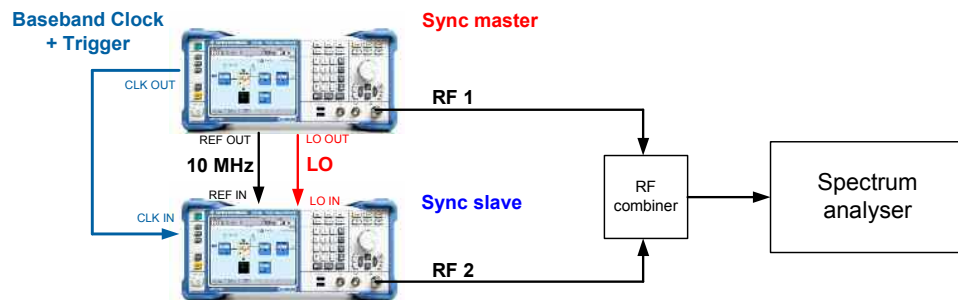 Baseband Clock
+ Trigger
Sync master
CLK OUT
RF 1
REF OUT
LO OUT
10 MHz
LO
REF IN
LO IN
CLK IN
Sync slave
RF 2
RF
combiner
Spectrum
analyser